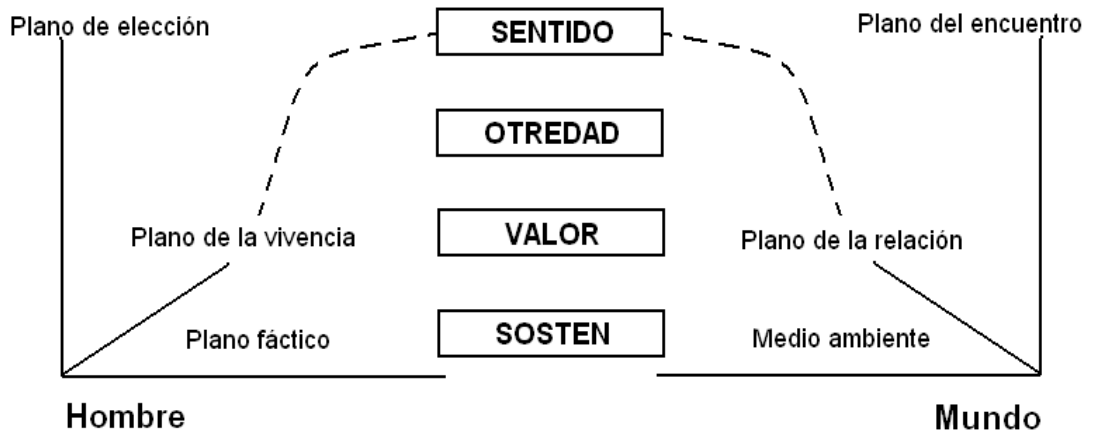 Plano de elección
SENTIDO
Plano del encuentro
OTREDAD
Plano de la vivencia
VALOR
Plano de la relación
Plano fáctico
SOSTEN
Medio ambiente
Hombre
Mundo